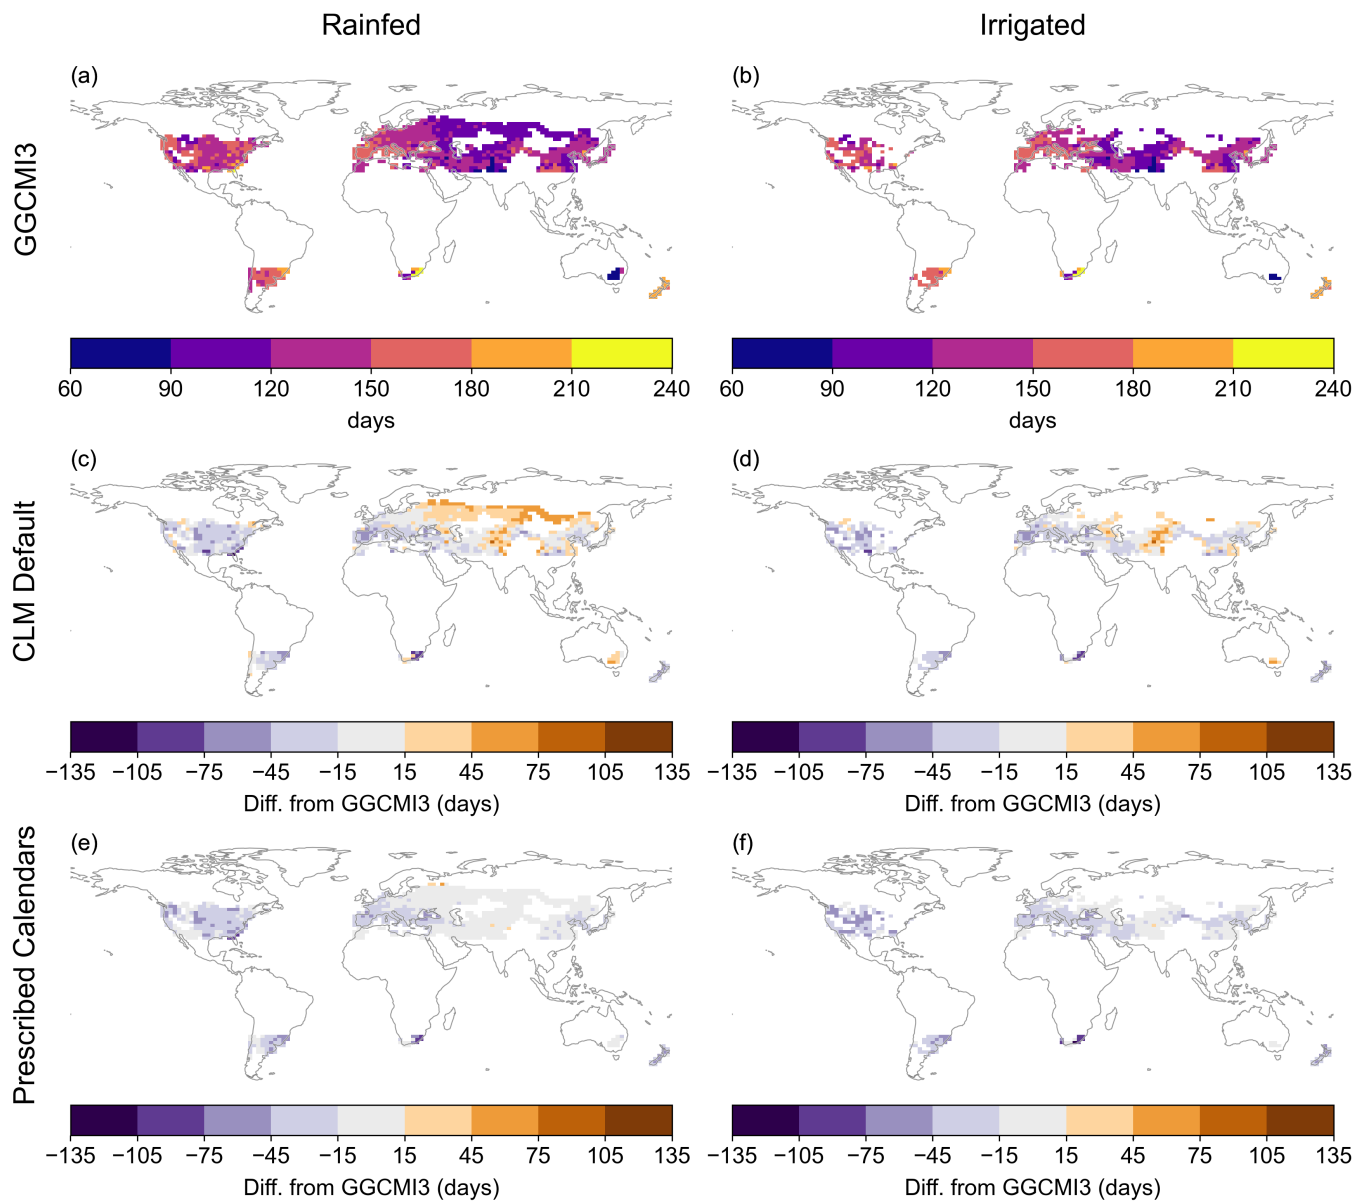 Rainfed
Irrigated
GGCMI3
(a)
(b)
60 90 120 150 180 210 240
days
60 90 120 150 180 210 240
days
CLM Default
(c)
(d)
−135 −105 −75 −45 −15 15 45 75 105 135
Diff. from GGCMI3 (days)
−135 −105 −75 −45 −15 15 45 75 105 135
Diff. from GGCMI3 (days)
Prescribed Calendars
(e)
(f)
−135 −105 −75 −45 −15 15 45 75 105 135
Diff. from GGCMI3 (days)
−135 −105 −75 −45 −15 15 45 75 105 135
Diff. from GGCMI3 (days)